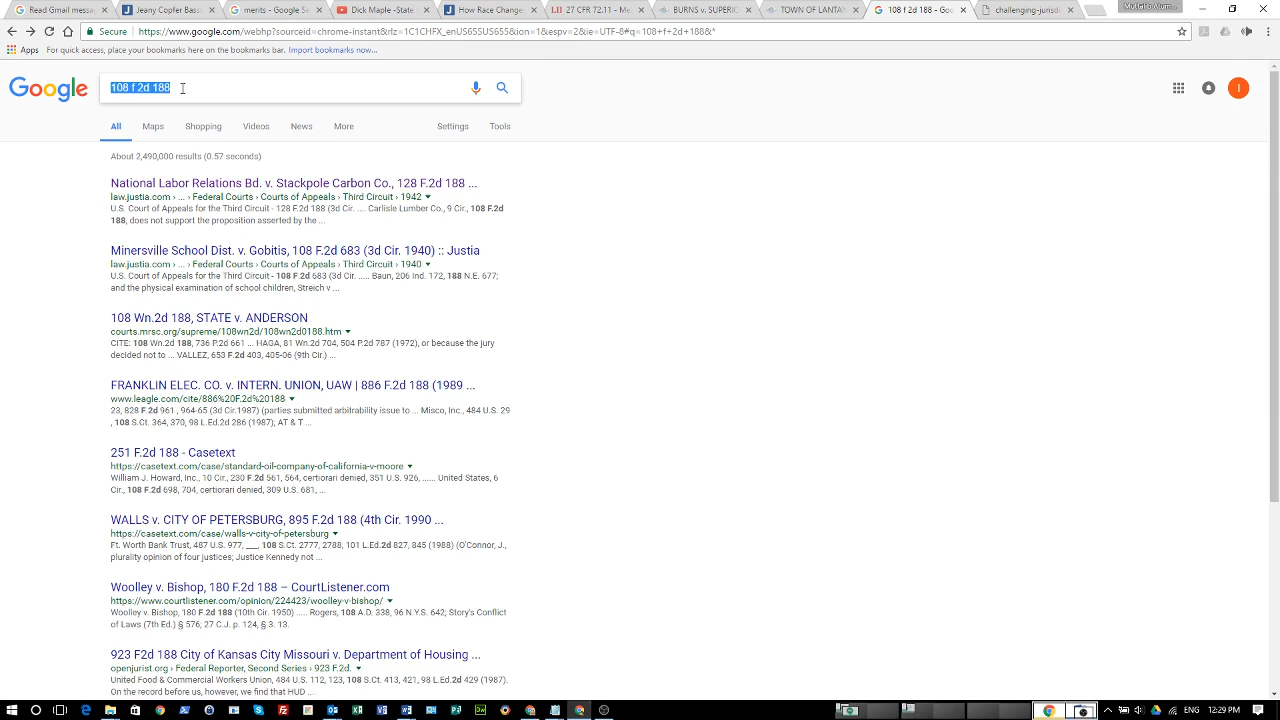 Read Gmail messag
Jeany Copfer Bass
merits - Google Se
Dick Maple -State
How Race Change
LII 27 CFR 72.11 - Me
BURNS v. SUPERIC
TOWN OF LANTAN
108 f 2d 188 - Goo
challenging-jurisdi
Secure https://www.google.com/webhp?sourceid=chrome-instant&rlz=1C1CHFX_enUS655US655&ion=1&espv=2&ie=UTF-8#q=108+f+2d+188&*
Apps For quick access, place your bookmarks here on the bookmarks bar. Import bookmarks now...
Google 108 f 2d 188 I
All Maps Shopping Videos News More Settings Tools
About 2,490,000 results (0.57 seconds)
National Labor Relations Bd. v. Stackpole Carbon Co., 128 F.2d 188 ...
law.justia.com › ... › Federal Courts › Courts of Appeals › Third Circuit › 1942
U.S. Court of Appeals for the Third Circuit - 128 F.2d 188 (3d Cir. .... Carlisle Lumber Co., 9 Cir., 108 F.2d
188, does not support the proposition asserted by the ...
Minersville School Dist. v. Gobitis, 108 F.2d 683 (3d Cir. 1940) :: Justia
law.justia.com › ... › Federal Courts › Courts of Appeals › Third Circuit › 1940
U.S. Court of Appeals for the Third Circuit - 108 F.2d 683 (3d Cir. ..... Baun, 206 Ind. 172, 188 N.E. 677;
and the physical examination of school children, Streich v ...
108 Wn.2d 188, STATE v. ANDERSON
courts.mrsc.org/supreme/108wn2d/108wn2d0188.htm
CITE: 108 Wn.2d 188, 736 P.2d 661 ... HAGA, 81 Wn.2d 704, 504 P.2d 787 (1972), or because the jury
decided not to ... VALLEZ, 653 F.2d 403, 405-06 (9th Cir.) ...
FRANKLIN ELEC. CO. v. INTERN. UNION, UAW | 886 F.2d 188 (1989 ...
www.leagle.com/cite/886%20F.2d%20188
23, 828 F.2d 961 , 964-65 (3d Cir.1987) (parties submitted arbitrability issue to ... Misco, Inc., 484 U.S. 29
, 108 S.Ct. 364, 370, 98 L.Ed.2d 286 (1987); AT & T ...
251 F.2d 188 - Casetext
https://casetext.com/case/standard-oil-company-of-california-v-moore
William J. Howard, Inc., 10 Cir., 230 F.2d 561, 564, certiorari denied, 351 U.S. 926, ...... United States, 6
Cir., 108 F.2d 698, 704, certiorari denied, 309 U.S. 681, ...
WALLS v. CITY OF PETERSBURG, 895 F.2d 188 (4th Cir. 1990 ...
https://casetext.com/case/walls-v-city-of-petersburg
Ft. Worth Bank Trust, 487 U.S. 977, ___, 108 S.Ct. 2777, 2788, 101 L.Ed.2d 827, 845 (1988) (O'Connor, J.,
plurality opinion of four justices; Justice Kennedy not ...
Woolley v. Bishop, 180 F.2d 188 – CourtListener.com
https://www.courtlistener.com/opinion/224423/woolley-v-bishop/
Woolley v. Bishop, 180 F.2d 188 (10th Cir. 1950) ..... Rogers, 108 A.D. 338, 96 N.Y.S. 642; Story's Conflict
of Laws (7th Ed.) § 576; 27 C.J. p. 124, § 3. 13.
923 F2d 188 City of Kansas City Missouri v. Department of Housing ...
openjurist.org › Federal Reporter, Second Series › 923 F.2d.
United Food & Commercial Workers Union, 484 U.S. 112, 123, 108 S.Ct. 413, 421, 98 L.Ed.2d 429 (1987).
On the record before us, however, we find that HUD ...
ENG 12:29 PM